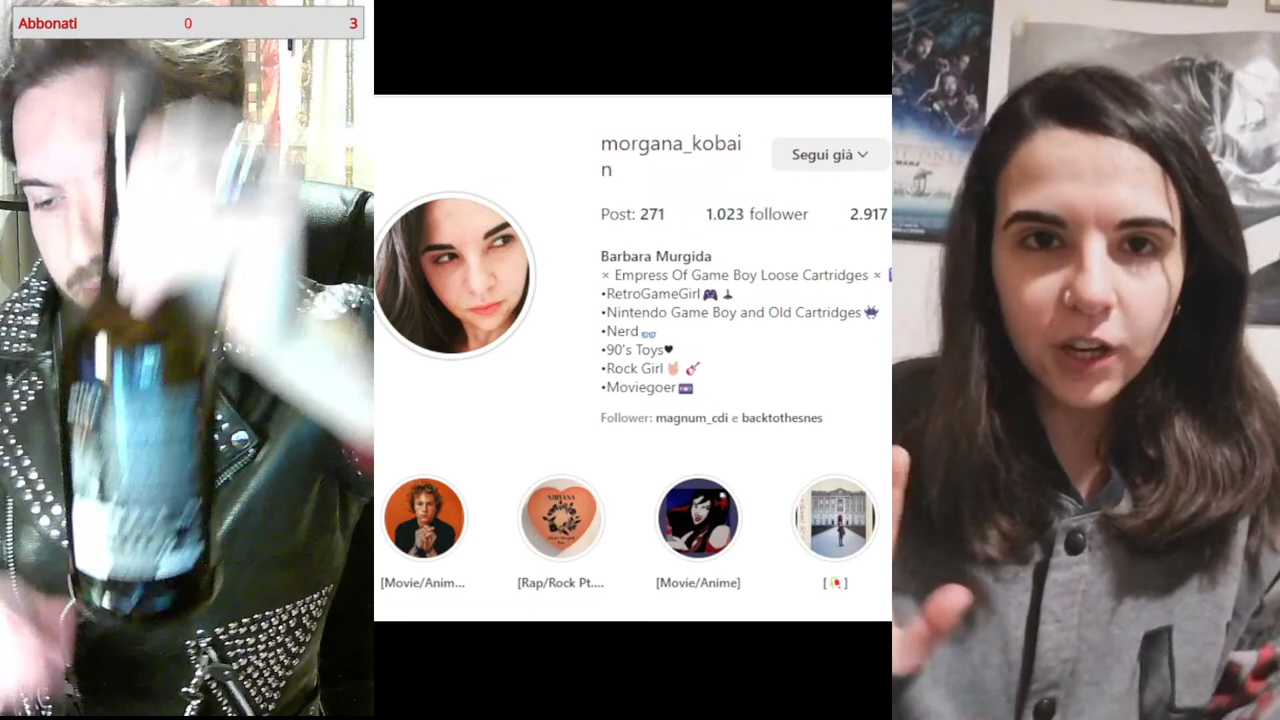 Abbonati 0 3
morgana_kobai
n
Segui già
Post: 271 1.023 follower 2.917
Barbara Murgida
× Empress Of Game Boy Loose Cartridges ×
•RetroGameGirl
•Nintendo Game Boy and Old Cartridges
•Nerd
•90's Toys
•Rock Girl
•Moviegoer
Follower: magnum_cdi e backtothesnes
NIRVANA
[Movie/Anim... [Rap/Rock Pt.... [Movie/Anime] [ ]
WARS